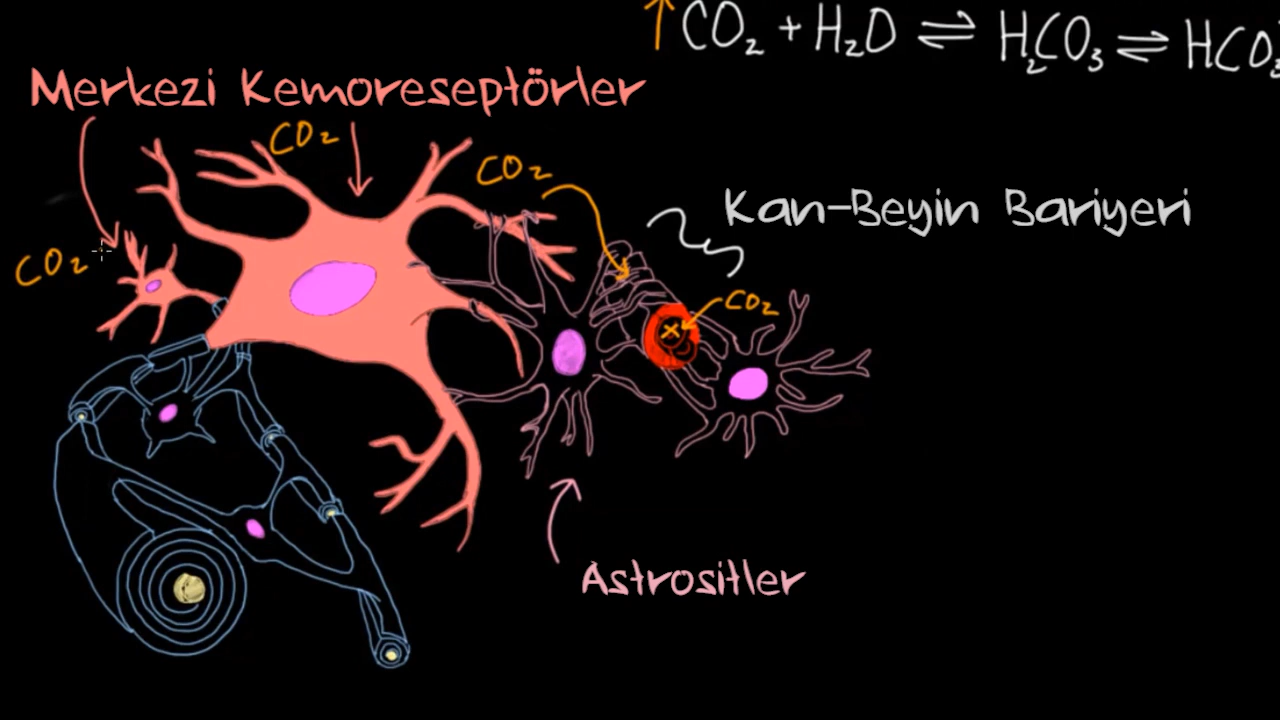 ↑CO₂ + H₂O ⇌ H₂CO₃ ⇌ HCO₃
Merkezi Kemoreseptörler
CO₂
CO₂
Kan-Beyin Bariyeri
CO₂
CO₂
Astrositler